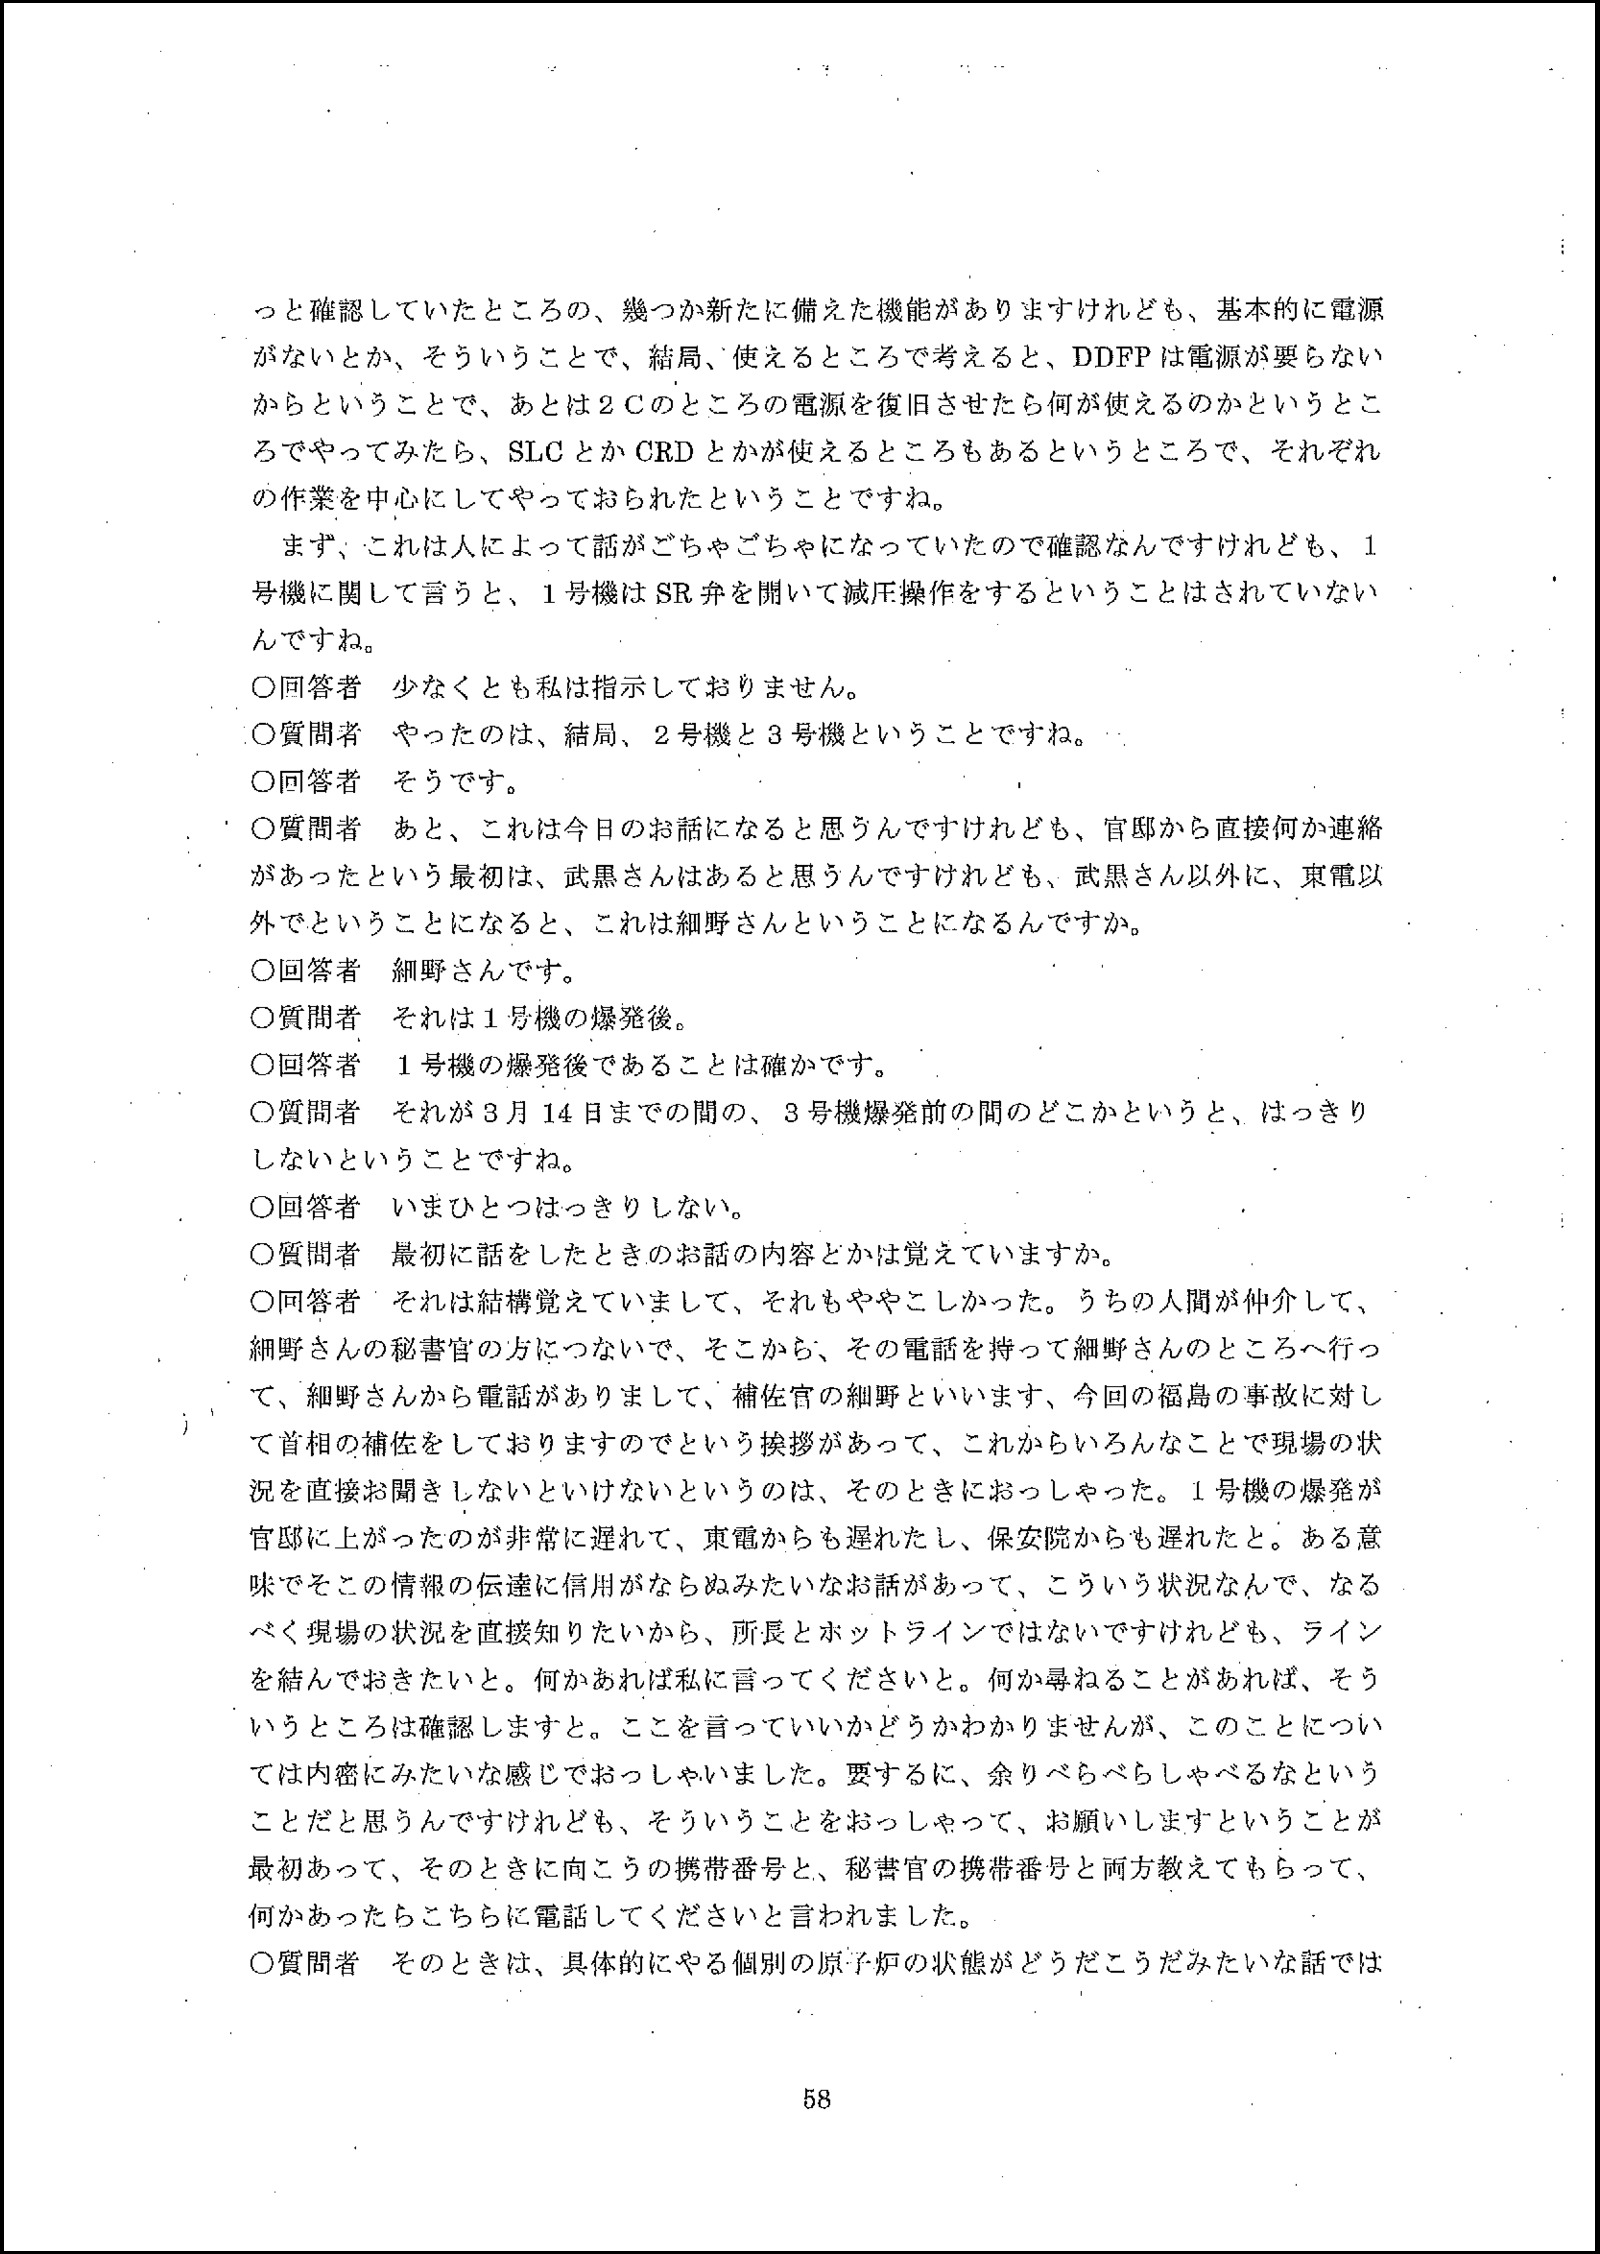 っと確認していたところの、幾つか新たに備えた機能がありますけれども、基本的に電源
がないとか、そういうことで、結局、使えるところで考えると、DDFPは電源が要らない
からということで、あとは２Ｃのところの電源を復旧させたら何が使えるのかというとこ
ろでやってみたら、SLCとかCRDとかが使えるところもあるというところで、それぞれ
の作業を中心にしてやっておられたということですね。
　まず、これは人によって話がごちゃごちゃになっていたので確認なんですけれども、１
号機に関して言うと、１号機はSR弁を開いて減圧操作をするということはされていない
んですね。
○回答者　少なくとも私は指示しておりません。
○質問者　やったのは、結局、２号機と３号機ということですね。
○回答者　そうです。
○質問者　あと、これは今日のお話になると思うんですけれども、官邸から直接何か連絡
があったという最初は、武黒さんはあると思うんですけれども、武黒さん以外に、東電以
外でということになると、これは細野さんということになるんですか。
○回答者　細野さんです。
○質問者　それは１号機の爆発後。
○回答者　１号機の爆発後であることは確かです。
○質問者　それが３月14日までの間の、３号機爆発前の間のどこかというと、はっきり
しないということですね。
○回答者　いまひとつはっきりしない。
○質問者　最初に話をしたときのお話の内容とかは覚えていますか。
○回答者　それは結構覚えていまして、それもややこしかった。うちの人間が仲介して、
細野さんの秘書官の方につないで、そこから、その電話を持って細野さんのところへ行っ
て、細野さんから電話がありまして、補佐官の細野といいます、今回の福島の事故に対し
て首相の補佐をしておりますのでという挨拶があって、これからいろんなことで現場の状
況を直接お聞きしないといけないというのは、そのときにおっしゃった。１号機の爆発が
官邸に上がったのが非常に遅れて、東電からも遅れたし、保安院からも遅れたと。ある意
味でそこの情報の伝達に信用がならぬみたいなお話があって、こういう状況なんで、なる
べく現場の状況を直接知りたいから、所長とホットラインではないですけれども、ライン
を結んでおきたいと。何かあれば私に言ってくださいと。何か尋ねることがあれば、そう
いうところは確認しますと。ここを言っていいかどうかわかりませんが、このことについ
ては内密にみたいな感じでおっしゃいました。要するに、余りべらべらしゃべるなという
ことだと思うんですけれども、そういうことをおっしゃって、お願いしますということが
最初あって、そのときに向こうの携帯番号と、秘書官の携帯番号と両方教えてもらって、
何かあったらこちらに電話してくださいと言われました。
○質問者　そのときは、具体的にやる個別の原子炉の状態がどうだこうだみたいな話では
58